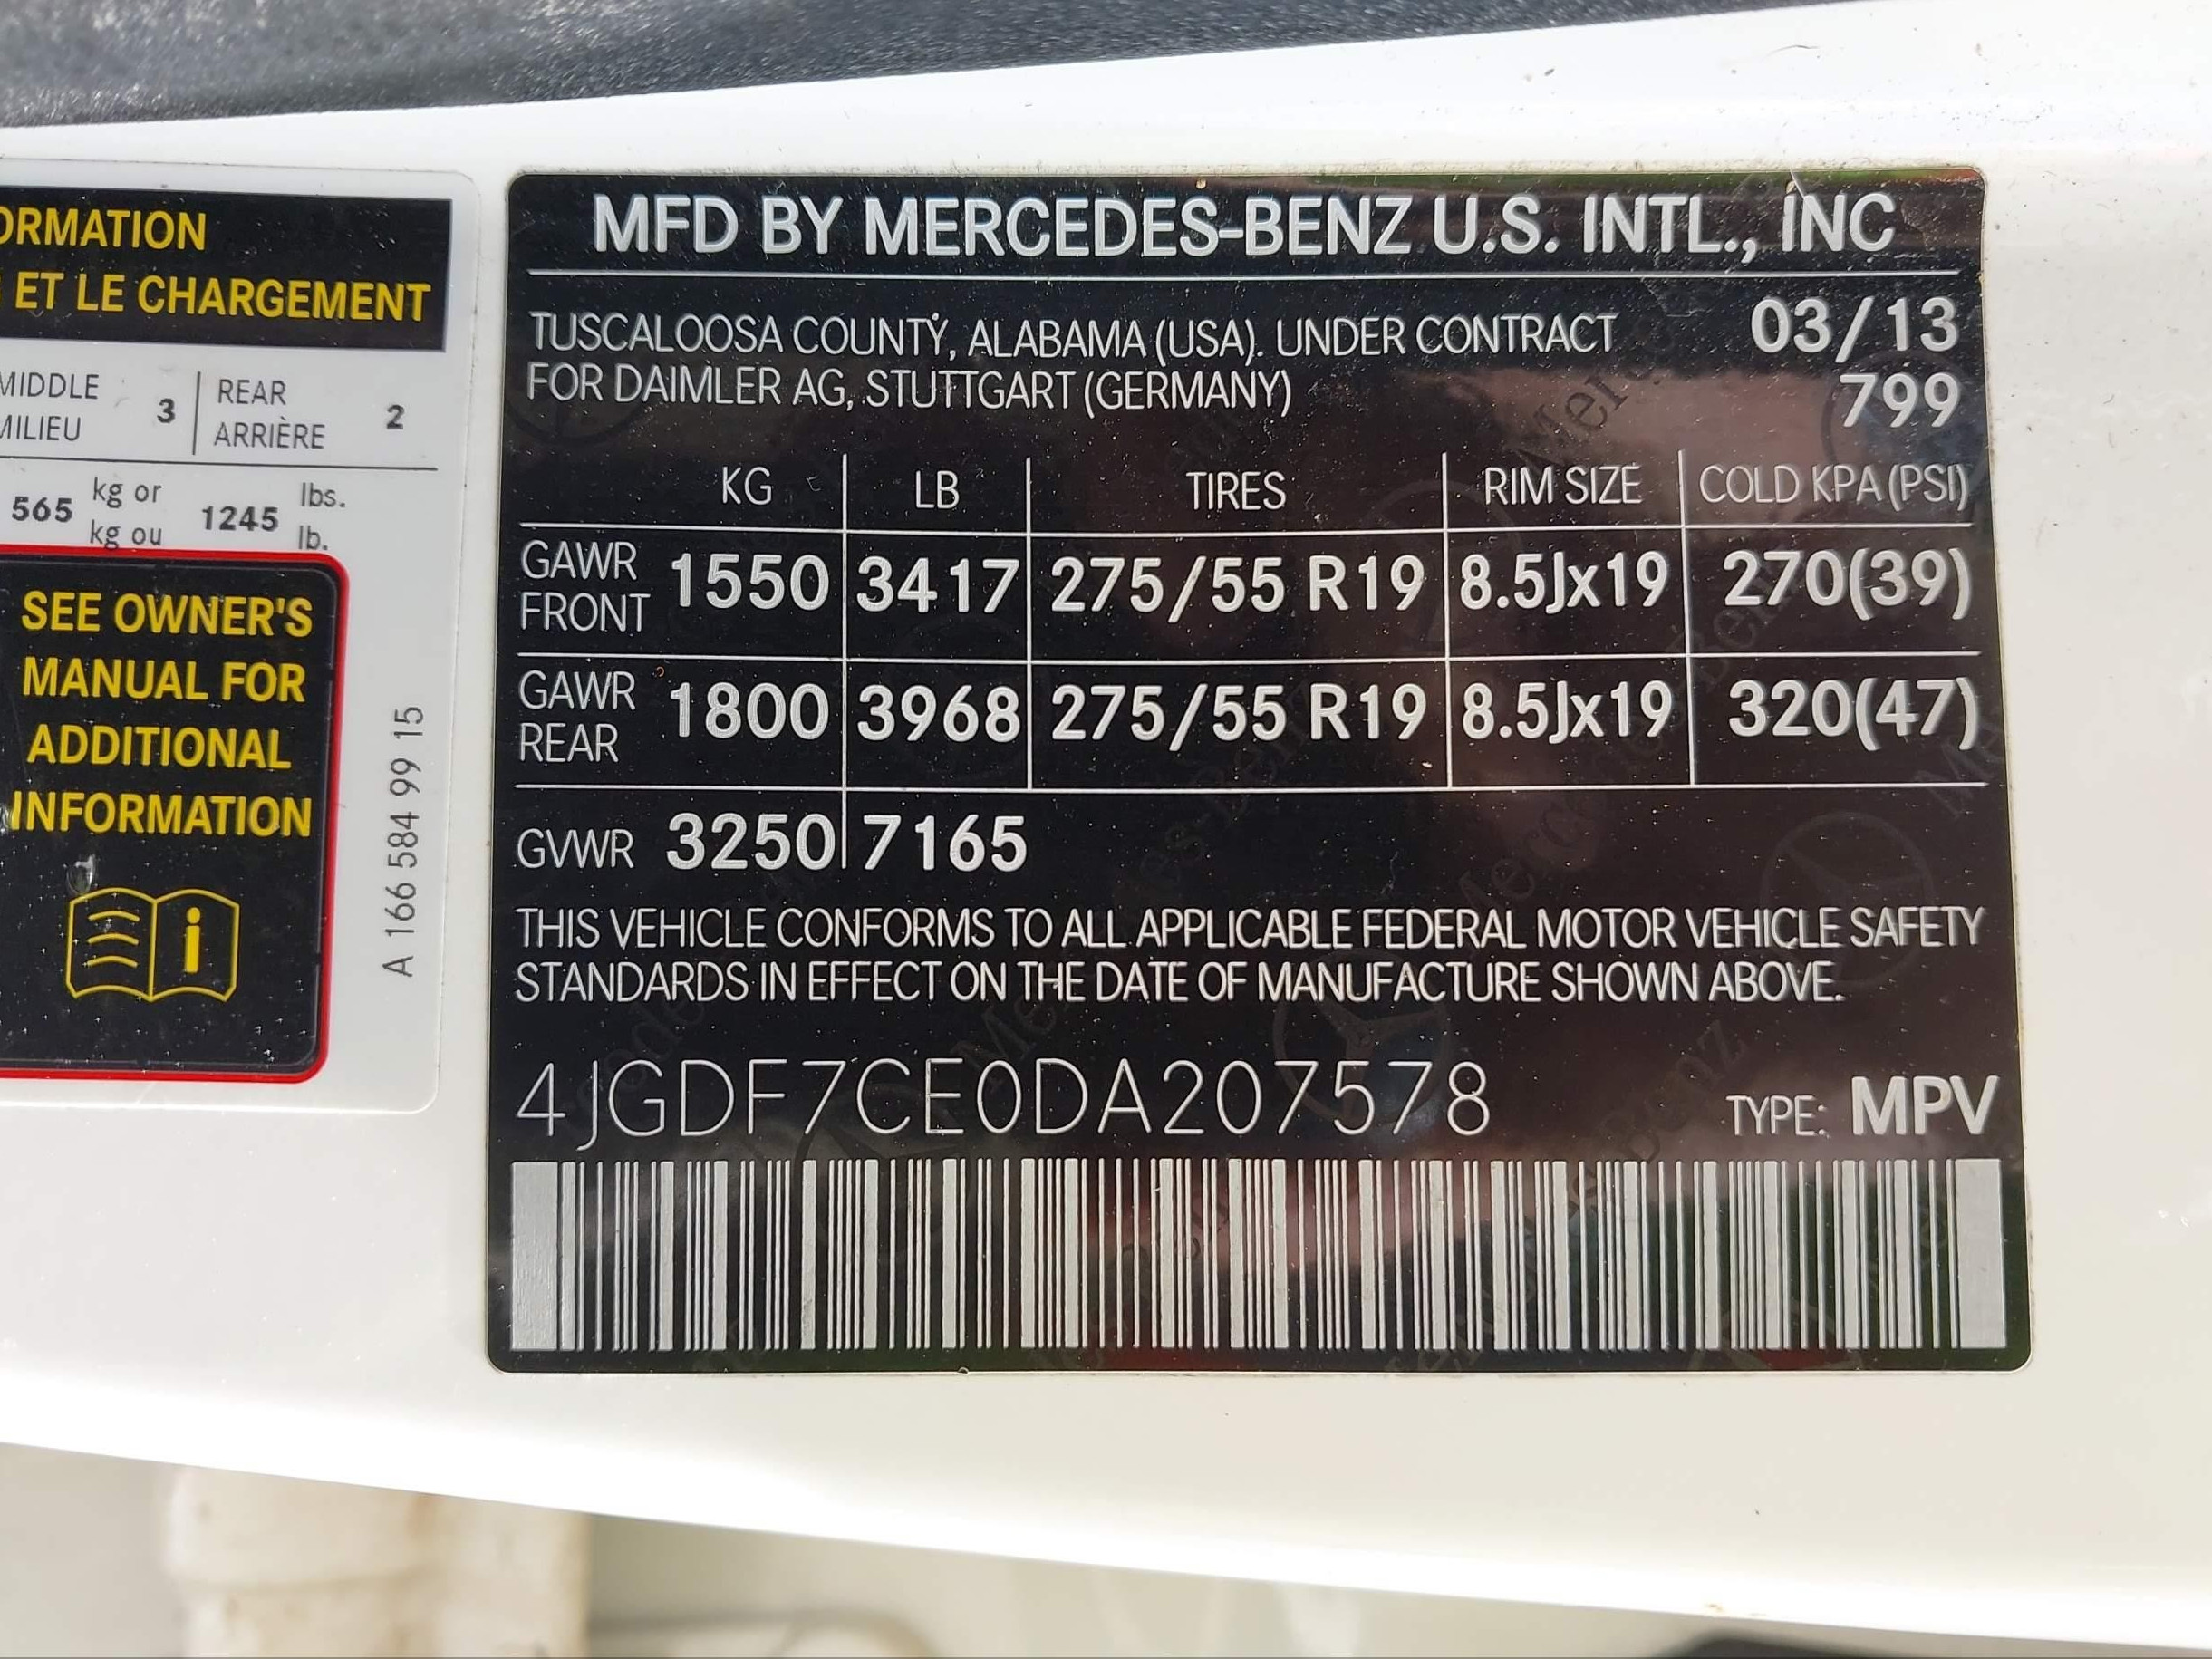 ORMATION
ET LE CHARGEMENT
MIDDLE 3 REAR 2
MILIEU ARRIÈRE
565 kg or 1245 lbs.
kg ou lb.
SEE OWNER'S
MANUAL FOR
ADDITIONAL
INFORMATION
A 166 584 99 15
MFD BY MERCEDES-BENZ U.S. INTL., INC
TUSCALOOSA COUNTY, ALABAMA (USA). UNDER CONTRACT 03/13
FOR DAIMLER AG, STUTTGART (GERMANY) 799
KG LB TIRES RIM SIZE COLD KPA (PSI)
GAWR FRONT 1550 3417 275/55 R19 8.5Jx19 270(39)
GAWR REAR 1800 3968 275/55 R19 8.5Jx19 320(47)
GVWR 3250 7165
THIS VEHICLE CONFORMS TO ALL APPLICABLE FEDERAL MOTOR VEHICLE SAFETY
STANDARDS IN EFFECT ON THE DATE OF MANUFACTURE SHOWN ABOVE.
4JGDF7CE0DA207578 TYPE: MPV